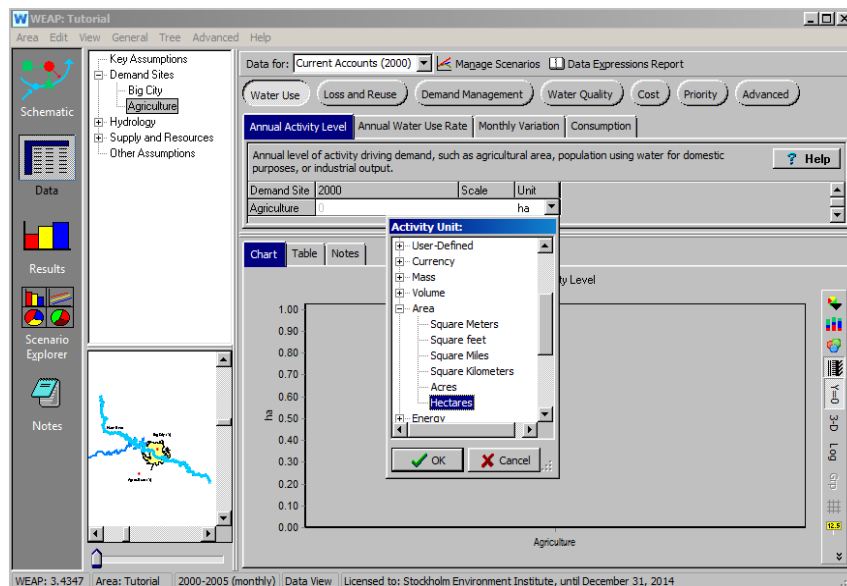 WEAP: Tutorial
Area Edit View General Tree Advanced Help
Schematic
Data
Results
Scenario
Explorer
Notes
Key Assumptions
Demand Sites
Big City
Agriculture
Hydrology
Supply and Resources
Other Assumptions
Data for: Current Accounts (2000) Manage Scenarios Data Expressions Report
Water Use Loss and Reuse Demand Management Water Quality Cost Priority Advanced
Annual Activity Level Annual Water Use Rate Monthly Variation Consumption
Annual level of activity driving demand, such as agricultural area, population using water for domestic
purposes, or industrial output.
? Help
Demand Site 2000 Scale Unit
Agriculture 0 ha
Activity Unit:
User-Defined
Currency
Mass
Volume
Area
Square Meters
Square feet
Square Miles
Square Kilometers
Acres
Hectares
Energy
OK Cancel
Chart Table Notes
Level
1.00
0.90
0.80
0.70
0.60
0.50
0.40
0.30
0.20
0.10
0.00
ha
Agriculture
Y=0
3-D
Log
12.5
WEAP: 3.4347 Area: Tutorial 2000-2005 (monthly) Data View Licensed to: Stockholm Environment Institute, until December 31, 2014